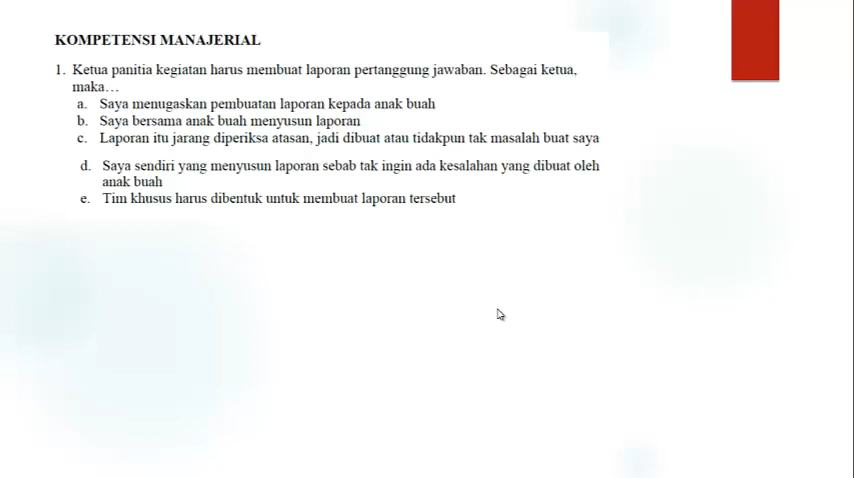 KOMPETENSI MANAJERIAL
1. Ketua panitia kegiatan harus membuat laporan pertanggung jawaban. Sebagai ketua,
maka…
a. Saya menugaskan pembuatan laporan kepada anak buah
b. Saya bersama anak buah menyusun laporan
c. Laporan itu jarang diperiksa atasan, jadi dibuat atau tidakpun tak masalah buat saya
d. Saya sendiri yang menyusun laporan sebab tak ingin ada kesalahan yang dibuat oleh
anak buah
e. Tim khusus harus dibentuk untuk membuat laporan tersebut